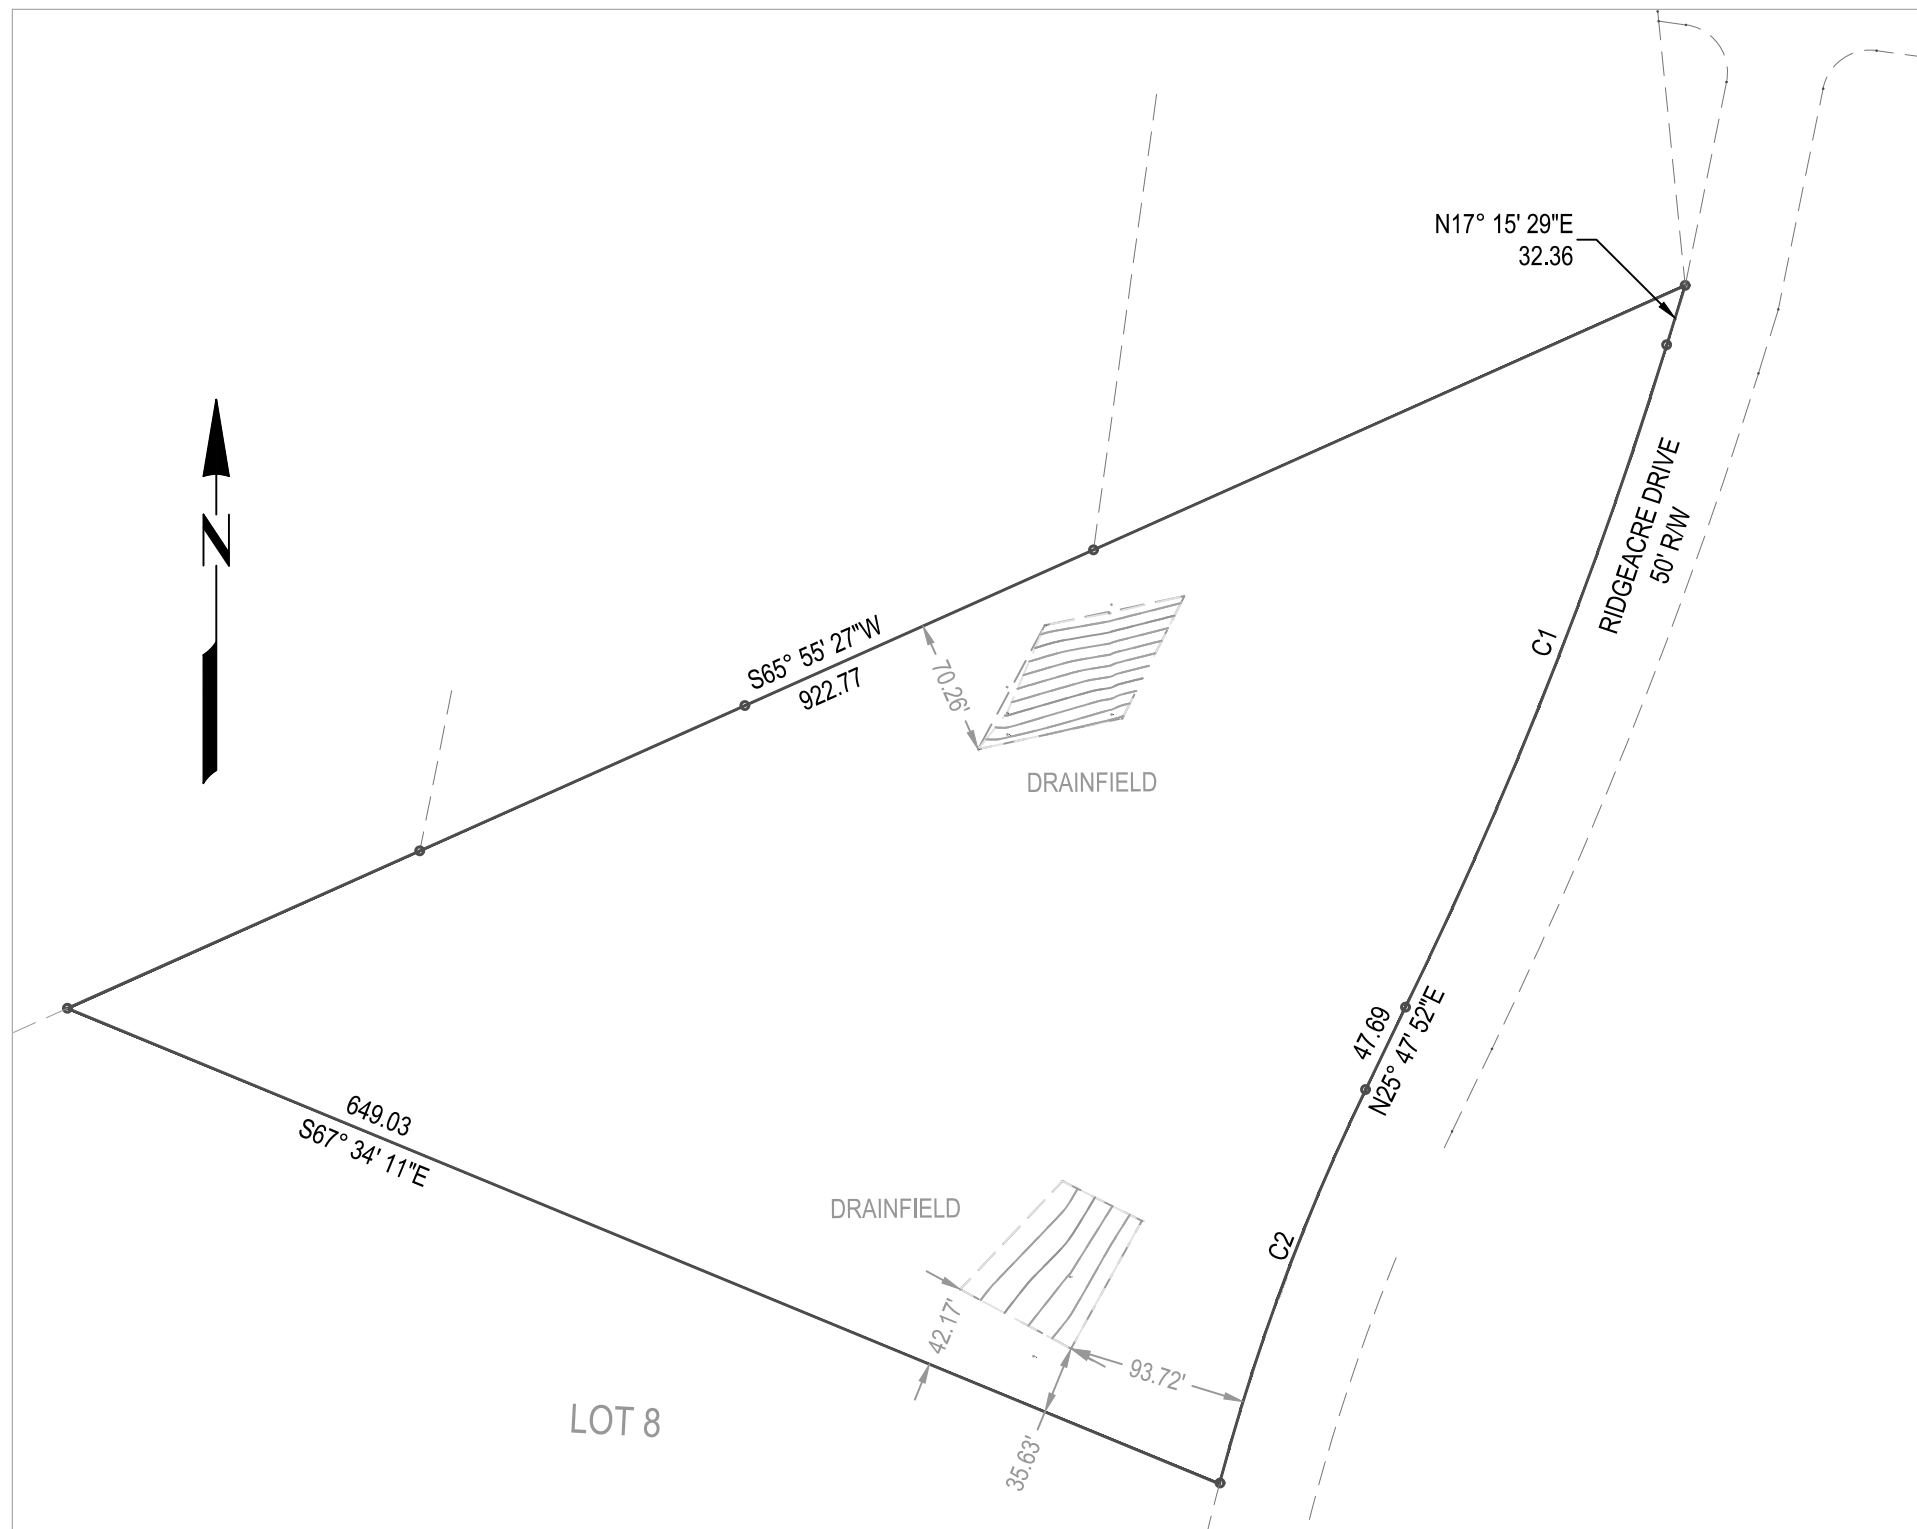 N17° 15' 29"E
32.36
N
RIDGEACRE DRIVE
50' R/W
C1
S65° 55' 27"W
922.77
70.26'
DRAINFIELD
47.69
N25° 47' 52"E
649.03
S67° 34' 11"E
DRAINFIELD
C2
42.17'
93.72'
35.63'
LOT 8